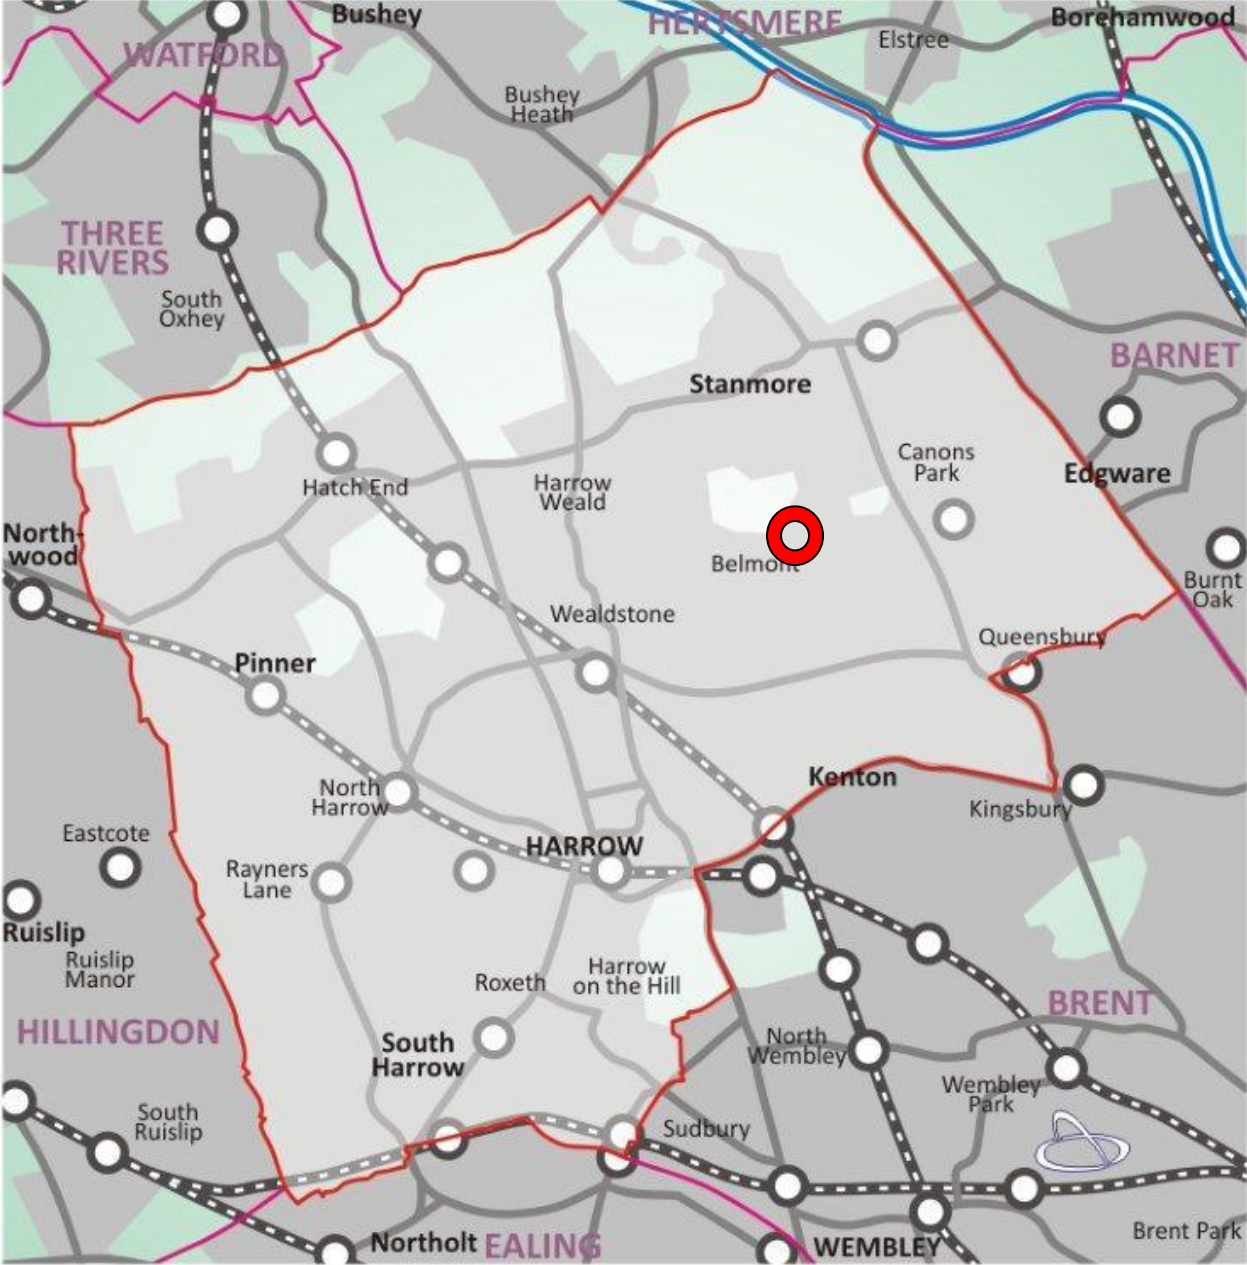 Bushey
HERTSMERE
Borehamwood
Elstree
WATFORD
Bushey
Heath
THREE
RIVERS
South
Oxhey
BARNET
Stanmore
Canons
Park
Edgware
Hatch End
Harrow
Weald
North-
wood
Belmont
Burnt
Oak
Wealdstone
Queensbury
Pinner
Kenton
North
Harrow
Kingsbury
Eastcote
HARROW
Rayners
Lane
Ruislip
Ruislip
Manor
Roxeth
Harrow
on the Hill
BRENT
HILLINGDON
South
Harrow
North
Wembley
Wembley
Park
South
Ruislip
Sudbury
Brent Park
Northolt
EALING
WEMBLEY